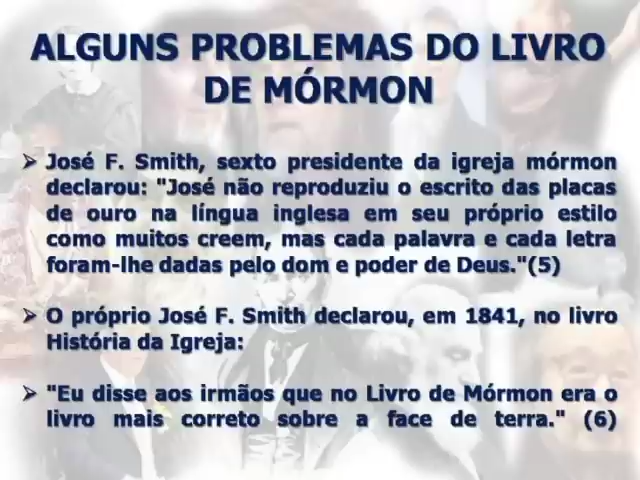 ALGUNS PROBLEMAS DO LIVRO
DE MÓRMON
➢ José F. Smith, sexto presidente da igreja mórmon
declarou: "José não reproduziu o escrito das placas
de ouro na língua inglesa em seu próprio estilo
como muitos creem, mas cada palavra e cada letra
foram-lhe dadas pelo dom e poder de Deus."(5)
➢ O próprio José F. Smith declarou, em 1841, no livro
História da Igreja:
➢ "Eu disse aos irmãos que no Livro de Mórmon era o
livro mais correto sobre a face de terra." (6)